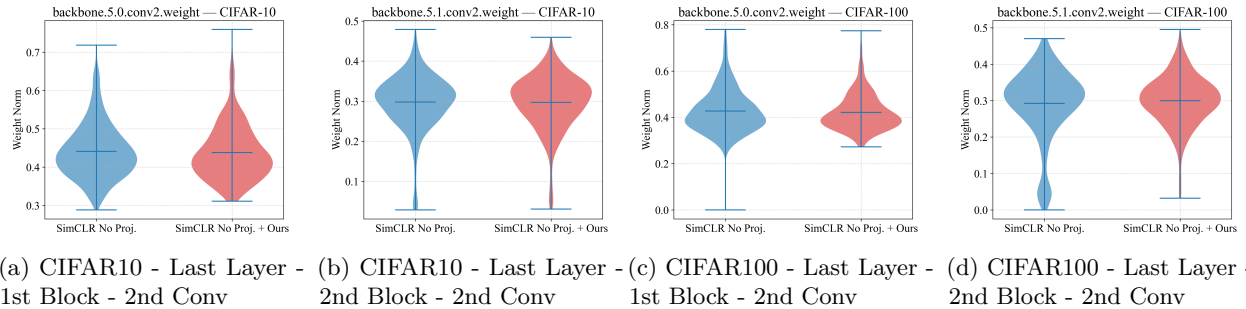 backbone.5.0.conv2.weight — CIFAR-10
Weight Norm
0.7
0.6
0.5
0.4
0.3
SimCLR No Proj.
SimCLR No Proj. + Ours
backbone.5.1.conv2.weight — CIFAR-10
Weight Norm
0.5
0.4
0.3
0.2
0.1
SimCLR No Proj.
SimCLR No Proj. + Ours
backbone.5.0.conv2.weight — CIFAR-100
Weight Norm
0.8
0.6
0.4
0.2
0.0
SimCLR No Proj.
SimCLR No Proj. + Ours
backbone.5.1.conv2.weight — CIFAR-100
Weight Norm
0.5
0.4
0.3
0.2
0.1
0.0
SimCLR No Proj.
SimCLR No Proj. + Ours
(a) CIFAR10 - Last Layer -
1st Block - 2nd Conv
(b) CIFAR10 - Last Layer -
2nd Block - 2nd Conv
(c) CIFAR100 - Last Layer -
1st Block - 2nd Conv
(d) CIFAR100 - Last Layer -
2nd Block - 2nd Conv